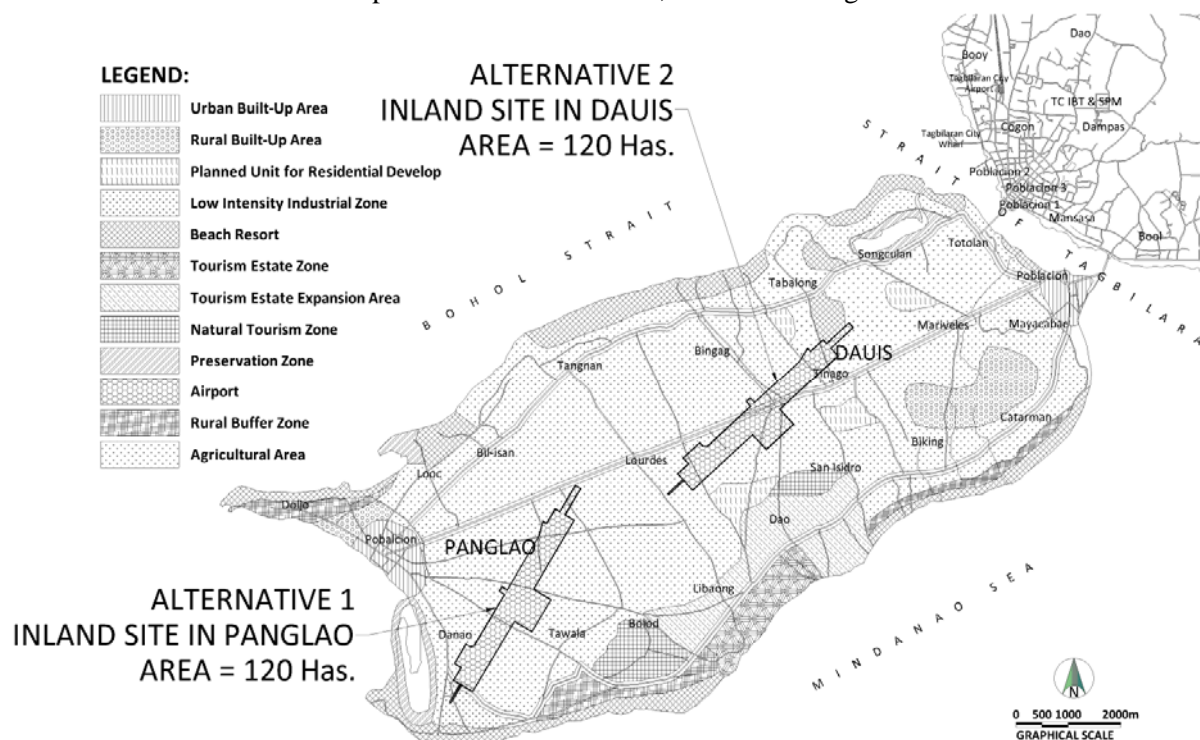 LEGEND:
Urban Built-Up Area
Rural Built-Up Area
Planned Unit for Residential Develop
Low Intensity Industrial Zone
Beach Resort
Tourism Estate Zone
Tourism Estate Expansion Area
Natural Tourism Zone
Preservation Zone
Airport
Rural Buffer Zone
Agricultural Area
ALTERNATIVE 2
INLAND SITE IN DAUIS
AREA = 120 Has.
ALTERNATIVE 1
INLAND SITE IN PANGLAO
AREA = 120 Has.
Dao
Booy
Tagbilaran City
Airport
TC IBT & SPM
Cogon
Dampas
Tagbilaran City
Wharf
Poblacion 2
Poblacion 3
Poblacion 1
Mansasa
Bool
STRAIT OF TAGBILARA
BOHOL STRAIT
Totolan
Songculan
Poblacion
Tabalong
Mayacabac
Mariveles
Bingag
DAUIS
Tinago
Tangnan
Catarman
Biking
Bil-isan
Lourdes
San Isidro
Looc
Doljo
Dao
Pobalcion
PANGLAO
Libaong
Danao
Tawala
Bolod
MINDANAO SEA
N
0 500 1000 2000m
GRAPHICAL SCALE